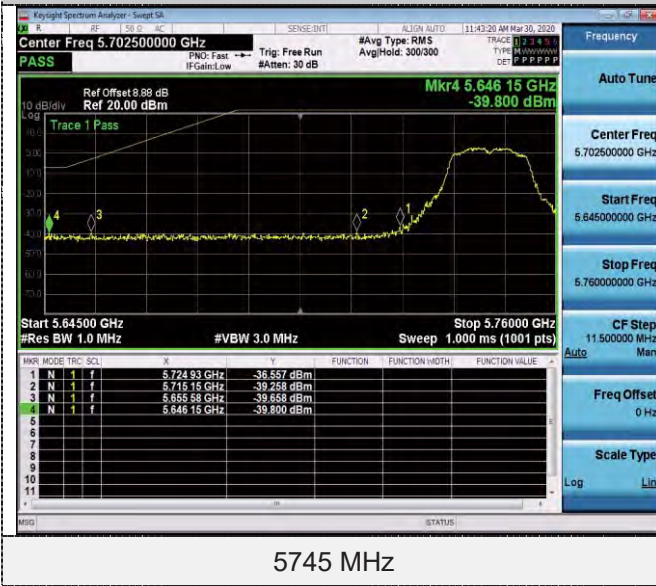 Keysight Spectrum Analyzer - Swept SA
R RF 50 Ω AC SENSE:INT ALIGN AUTO 11:43:20 AM Mar 30, 2020
Center Freq 5.702500000 GHz #Avg Type: RMS TRACE 1 2 3 4 5 6
PASS PNO: Fast Trig: Free Run Avg|Hold: 300/300 TYPE M W W W W W
IFGain:Low #Atten: 30 dB DET P P P P P P
Ref Offset 8.88 dB Mkr4 5.646 15 GHz
10 dB/div Ref 20.00 dBm -39.800 dBm
Log
Trace 1 Pass
4 3 2 1
Start 5.64500 GHz Stop 5.76000 GHz
#Res BW 1.0 MHz #VBW 3.0 MHz Sweep 1.000 ms (1001 pts)
MKR MODE TRC SCL X Y FUNCTION FUNCTION WIDTH FUNCTION VALUE
1 N 1 f 5.724 93 GHz -36.557 dBm
2 N 1 f 5.715 15 GHz -39.258 dBm
3 N 1 f 5.655 58 GHz -39.658 dBm
4 N 1 f 5.646 15 GHz -39.800 dBm
5
6
7
8
9
10
11
MSG STATUS
Frequency
Auto Tune
Center Freq
5.702500000 GHz
Start Freq
5.645000000 GHz
Stop Freq
5.760000000 GHz
CF Step
11.500000 MHz
Auto Man
Freq Offset
0 Hz
Scale Type
Log Lin
5745 MHz